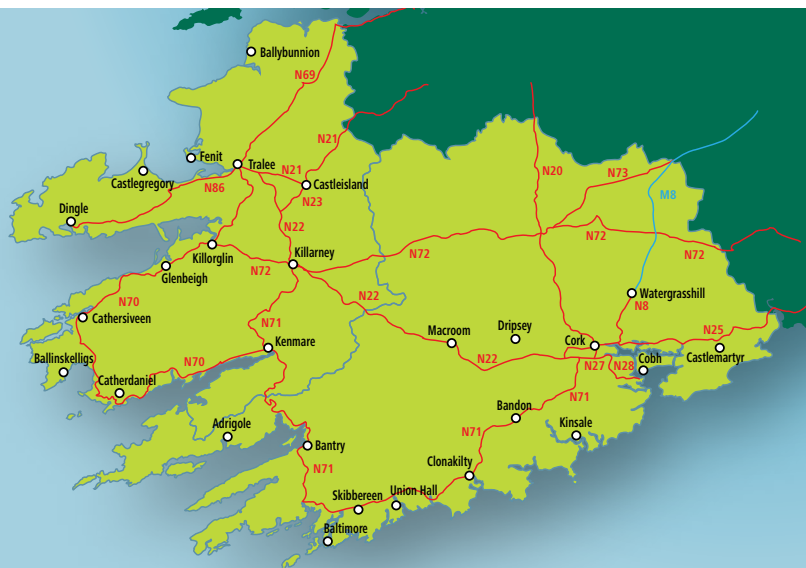 Ballybunnion
N69
N21
Fenit
Tralee
N20
N73
Castlegregory
N21
Castleisland
N86
N23
M8
Dingle
N22
Killorglin
Killarney
N72
N72
N72
Glenbeigh
N72
Watergrasshill
N70
N22
N8
Cathersiveen
N71
Macroom
Dripsey
N25
Kenmare
Cork
Ballinskelligs
N70
N22
N27
N28
Cobh
Castlemartyr
Catherdaniel
N71
Bandon
Adrigole
Kinsale
Bantry
N71
Clonakilty
N71
Skibbereen
Union Hall
Baltimore